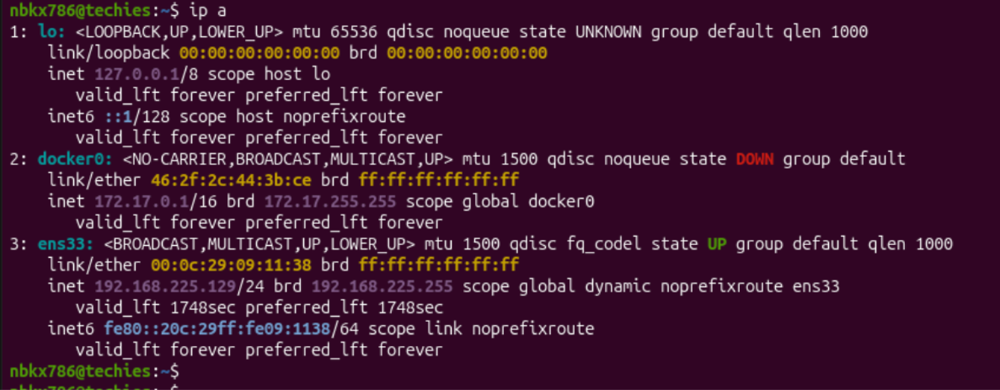 nbkx786@techies:~$ ip a
1: lo: <LOOPBACK,UP,LOWER_UP> mtu 65536 qdisc noqueue state UNKNOWN group default qlen 1000
    link/loopback 00:00:00:00:00:00 brd 00:00:00:00:00:00
    inet 127.0.0.1/8 scope host lo
       valid_lft forever preferred_lft forever
    inet6 ::1/128 scope host noprefixroute
       valid_lft forever preferred_lft forever
2: docker0: <NO-CARRIER,BROADCAST,MULTICAST,UP> mtu 1500 qdisc noqueue state DOWN group default
    link/ether 46:2f:2c:44:3b:ce brd ff:ff:ff:ff:ff:ff
    inet 172.17.0.1/16 brd 172.17.255.255 scope global docker0
       valid_lft forever preferred_lft forever
3: ens33: <BROADCAST,MULTICAST,UP,LOWER_UP> mtu 1500 qdisc fq_codel state UP group default qlen 1000
    link/ether 00:0c:29:09:11:38 brd ff:ff:ff:ff:ff:ff
    inet 192.168.225.129/24 brd 192.168.225.255 scope global dynamic noprefixroute ens33
       valid_lft 1748sec preferred_lft 1748sec
    inet6 fe80::20c:29ff:fe09:1138/64 scope link noprefixroute
       valid_lft forever preferred_lft forever
nbkx786@techies:~$
nbkx786@techies:~$